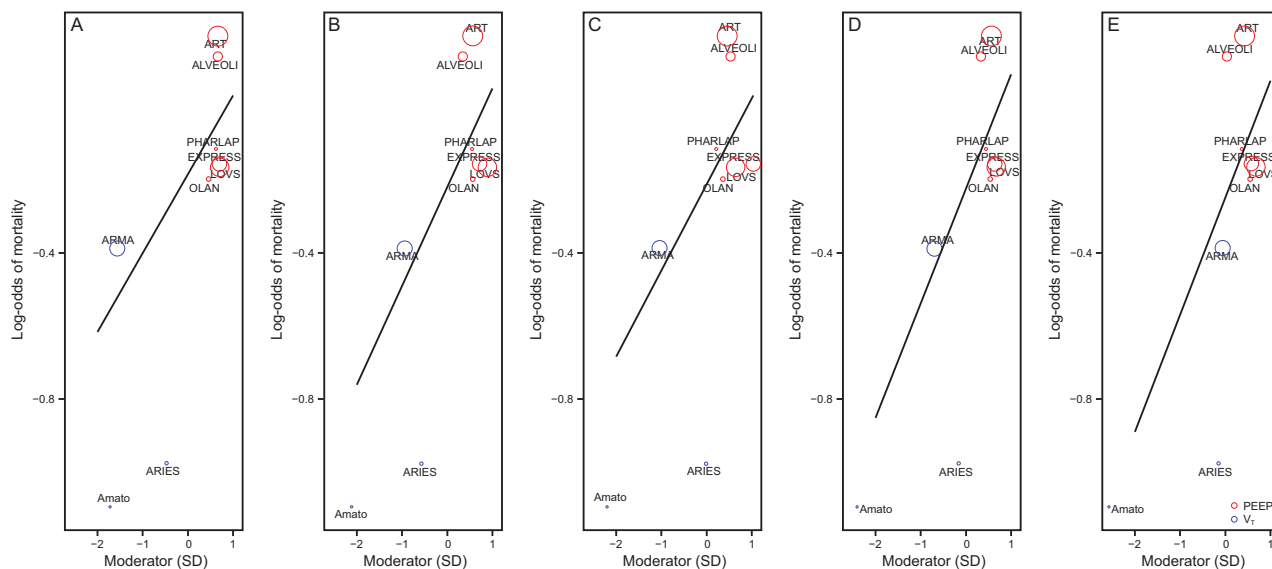 A
ART
ALVEOLI
PHARLAP
EXPRESS
LOVS
OLAN
ARMA
ARIES
Amato
−0.4
−0.8
Log-odds of mortality
−2 −1 0 1
Moderator (SD)
B
ART
ALVEOLI
PHARLAP
EXPRESS
LOVS
OLAN
ARMA
ARIES
Amato
−0.4
−0.8
Log-odds of mortality
−2 −1 0 1
Moderator (SD)
C
ART
ALVEOLI
PHARLAP
EXPRESS
LOVS
OLAN
ARMA
ARIES
Amato
−0.4
−0.8
Log-odds of mortality
−2 −1 0 1
Moderator (SD)
D
ART
ALVEOLI
PHARLAP
EXPRESS
LOVS
OLAN
ARMA
ARIES
Amato
−0.4
−0.8
Log-odds of mortality
−2 −1 0 1
Moderator (SD)
E
ART
ALVEOLI
PHARLAP
EXPRESS
LOVS
OLAN
ARMA
ARIES
Amato
PEEP
VT
−0.4
−0.8
Log-odds of mortality
−2 −1 0 1
Moderator (SD)